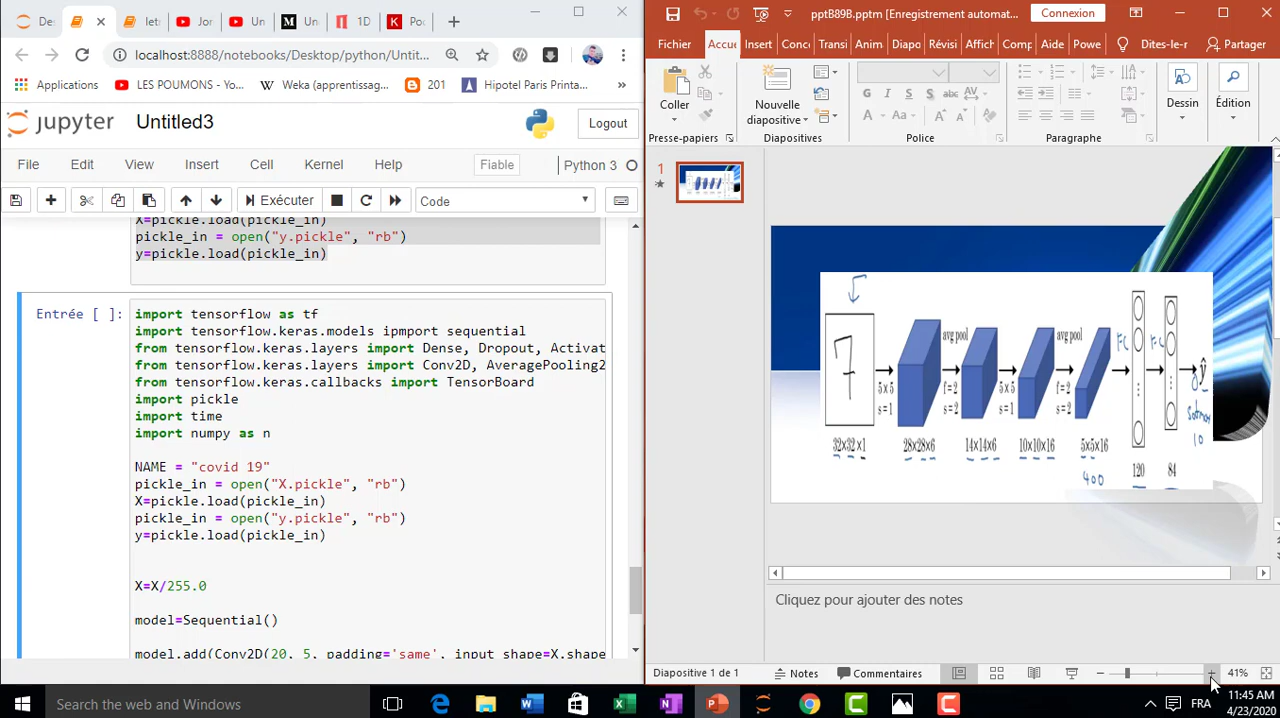 De:
letı
Jor
Un
Un
1D
Poc
localhost:8888/notebooks/Desktop/python/Untit...
Applications
LES POUMONS - Yo...
Weka (apprentissag...
201
Hipotel Paris Printa...
jupyter
Untitled3
Logout
File
Edit
View
Insert
Cell
Kernel
Help
Fiable
Python 3
Exécuter
Code
X=pickle.load(pickle_in)
pickle_in = open("y.pickle", "rb")
y=pickle.load(pickle_in)
Entrée [ ]:
import tensorflow as tf
import tensorflow.keras.models ipmport sequential
from tensorflow.keras.layers import Dense, Dropout, Activat
from tensorflow.keras.layers import Conv2D, AveragePooling2
from tensorflow.keras.callbacks import TensorBoard
import pickle
import time
import numpy as n
NAME = "covid 19"
pickle_in = open("X.pickle", "rb")
X=pickle.load(pickle_in)
pickle_in = open("y.pickle", "rb")
y=pickle.load(pickle_in)
X=X/255.0
model=Sequential()
model.add(Conv2D(20, 5, padding='same', input_shape=X.shape
pptB89B.pptm [Enregistrement automat...
Connexion
Fichier
Accue
Insert
Conc
Transi
Anim
Diapo
Révisi
Affich
Comp
Aide
Powe
Dites-le-r
Partager
Coller
Nouvelle
diapositive
G I S S abc AV
A Aa A A
Dessin
Édition
Presse-papiers
Diapositives
Police
Paragraphe
1
7
avg pool
avg pool
FC
FC
5 × 5
s = 1
f = 2
s = 2
5 × 5
s = 1
f = 2
s = 2
ŷ
Softmax
10
32×32×1
28×28×6
14×14×6
10×10×16
5×5×16
400
120
84
Cliquez pour ajouter des notes
Diapositive 1 de 1
Notes
Commentaires
41%
Search the web and Windows
FRA
11:45 AM
4/23/2020